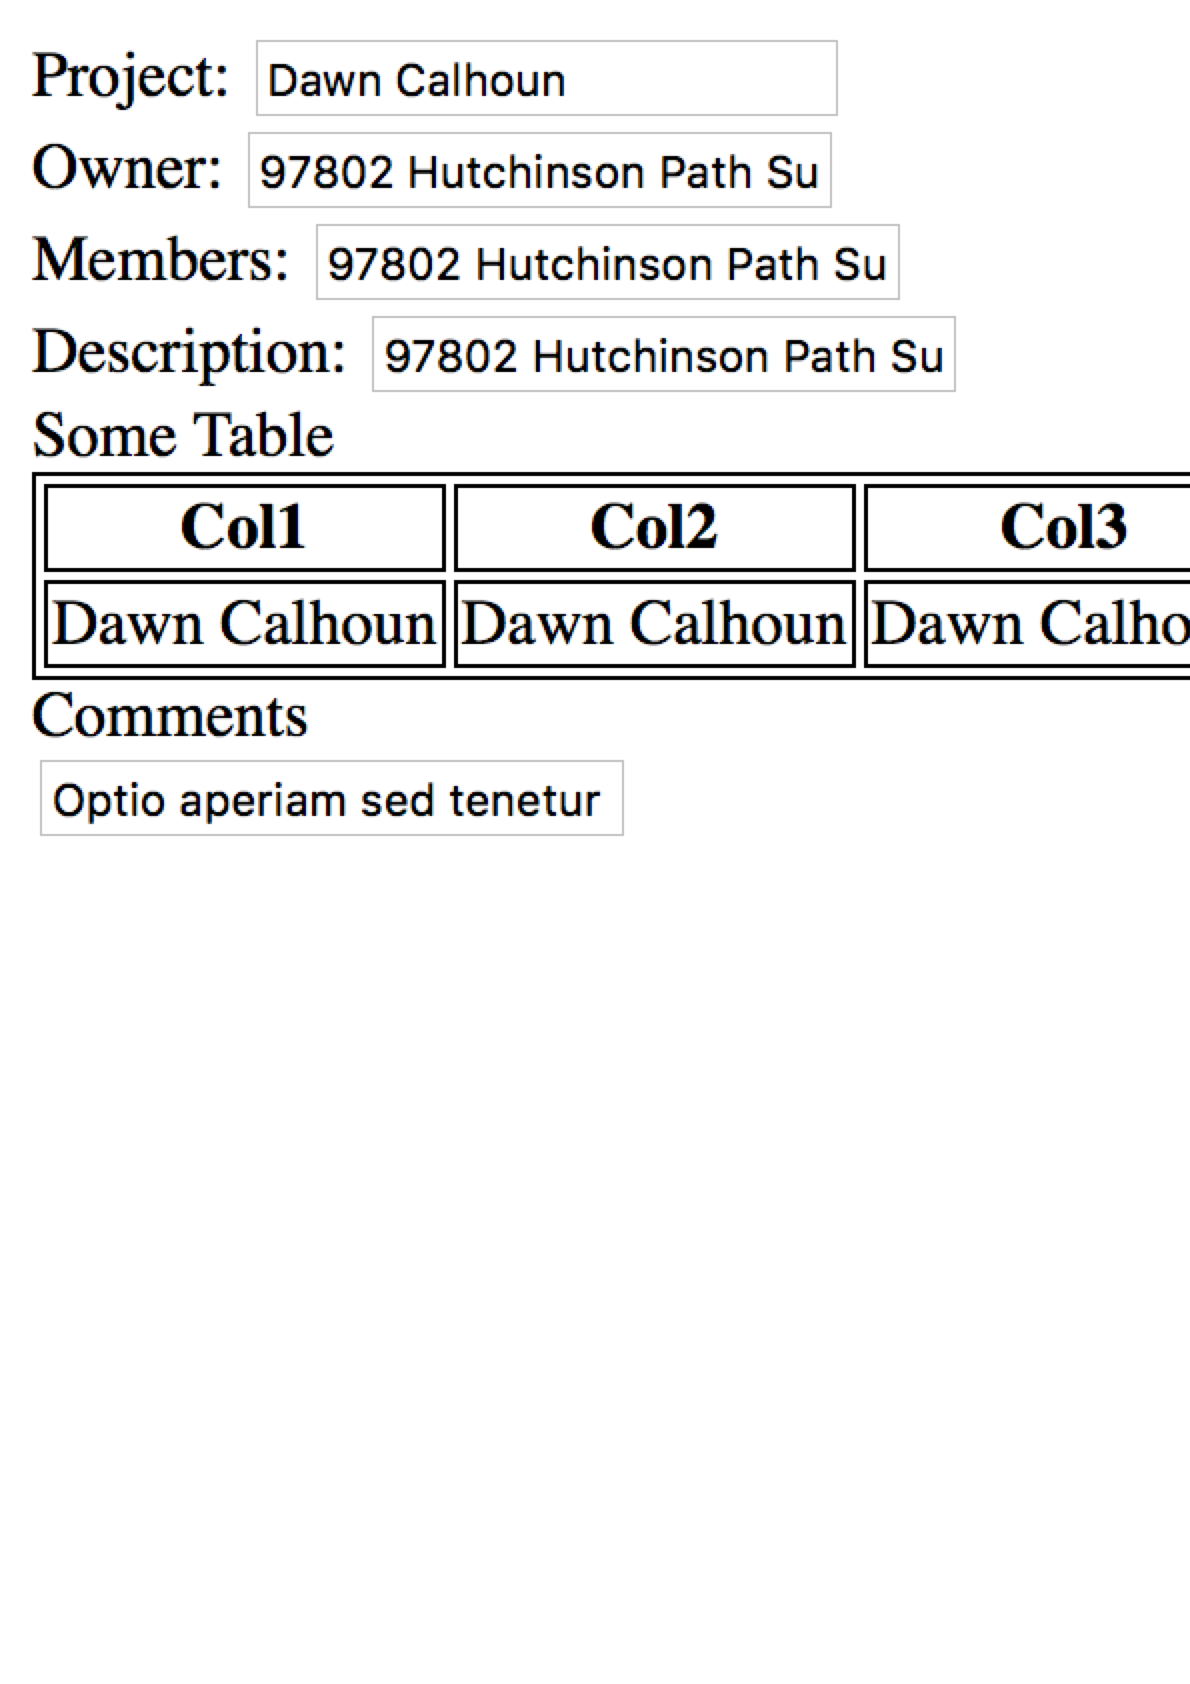 Project: Dawn Calhoun
Owner: 97802 Hutchinson Path Su
Members: 97802 Hutchinson Path Su
Description: 97802 Hutchinson Path Su
Some Table
Col1 Col2 Col3
Dawn Calhoun Dawn Calhoun Dawn Calho
Comments
Optio aperiam sed tenetur